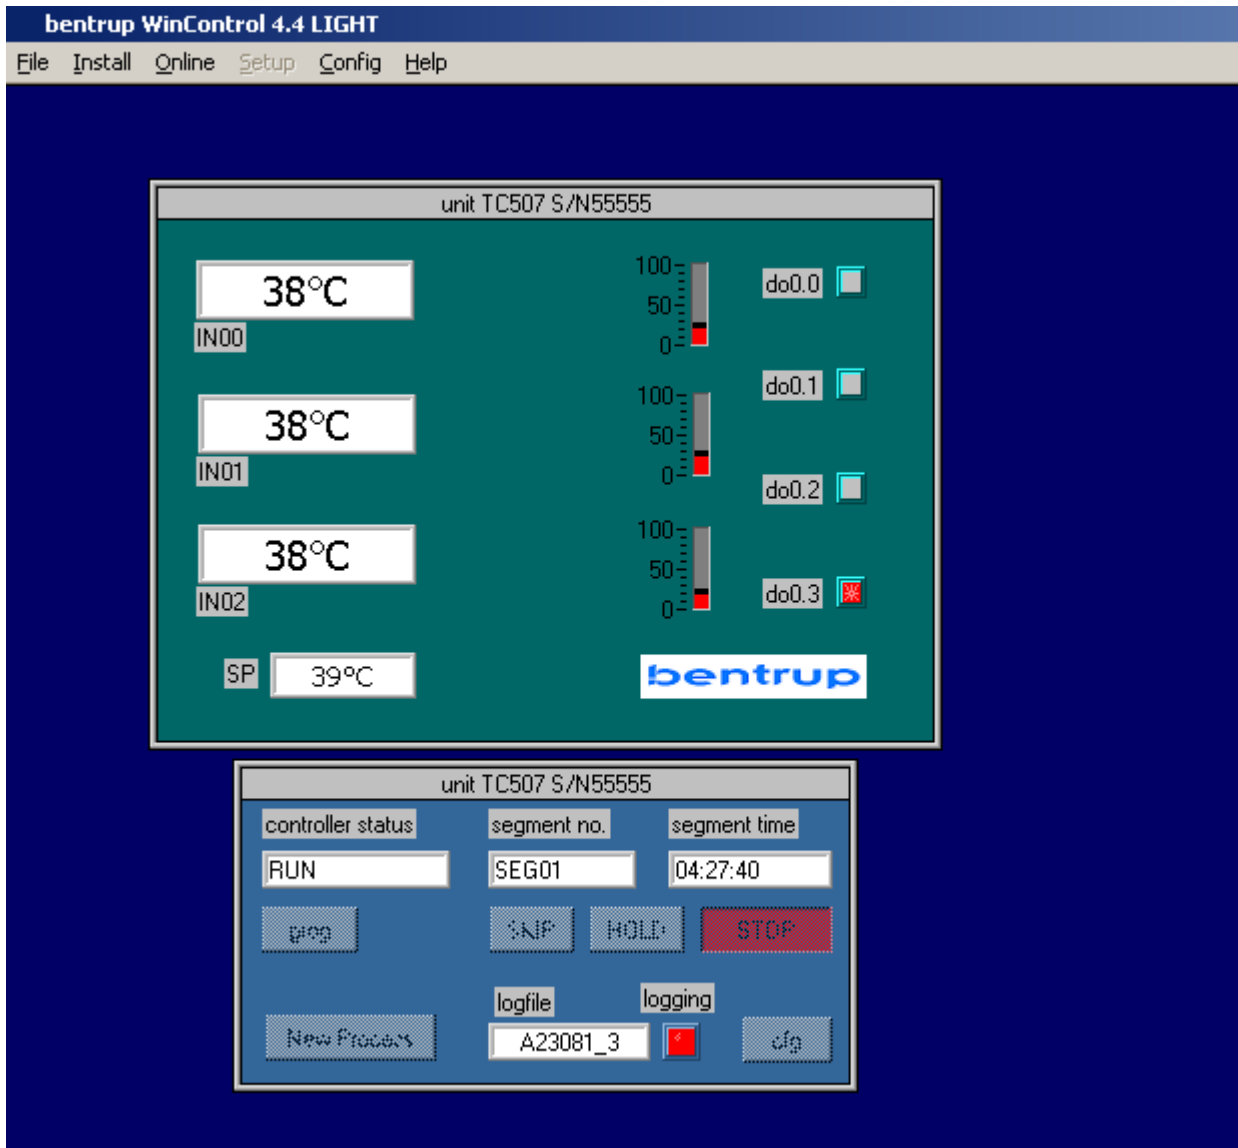 bentrup WinControl 4.4 LIGHT
File Install Online Setup Config Help
unit TC507 S/N55555
38°C
IN00
100
50
0
do0.0
do0.1
38°C
IN01
100
50
0
do0.2
38°C
IN02
100
50
0
do0.3
SP 39°C
bentrup
unit TC507 S/N55555
controller status segment no. segment time
RUN SEG01 04:27:40
prog SKIP HOLD STOP
logfile logging
New Process A23081_3 cfg